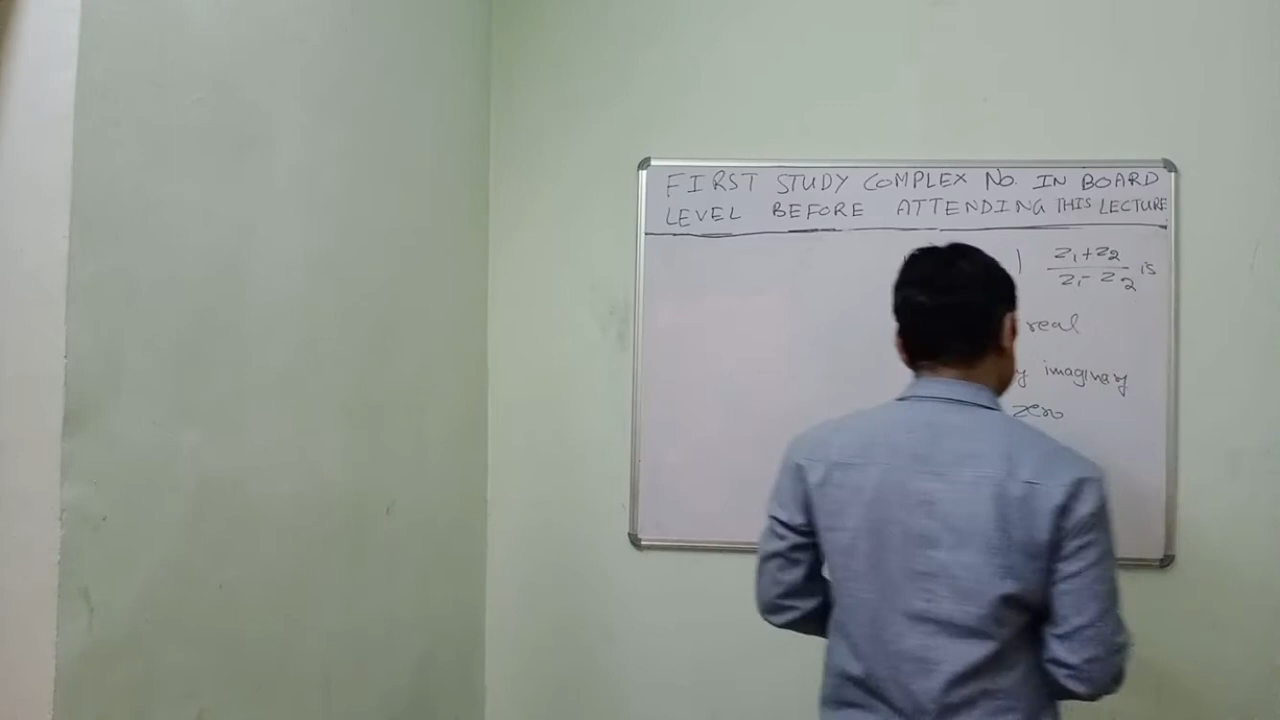 FIRST STUDY COMPLEX NO. IN BOARD
LEVEL BEFORE ATTENDING THIS LECTURE
| z₁+z₂ / z₁-z₂ is
real
y imaginary
zero